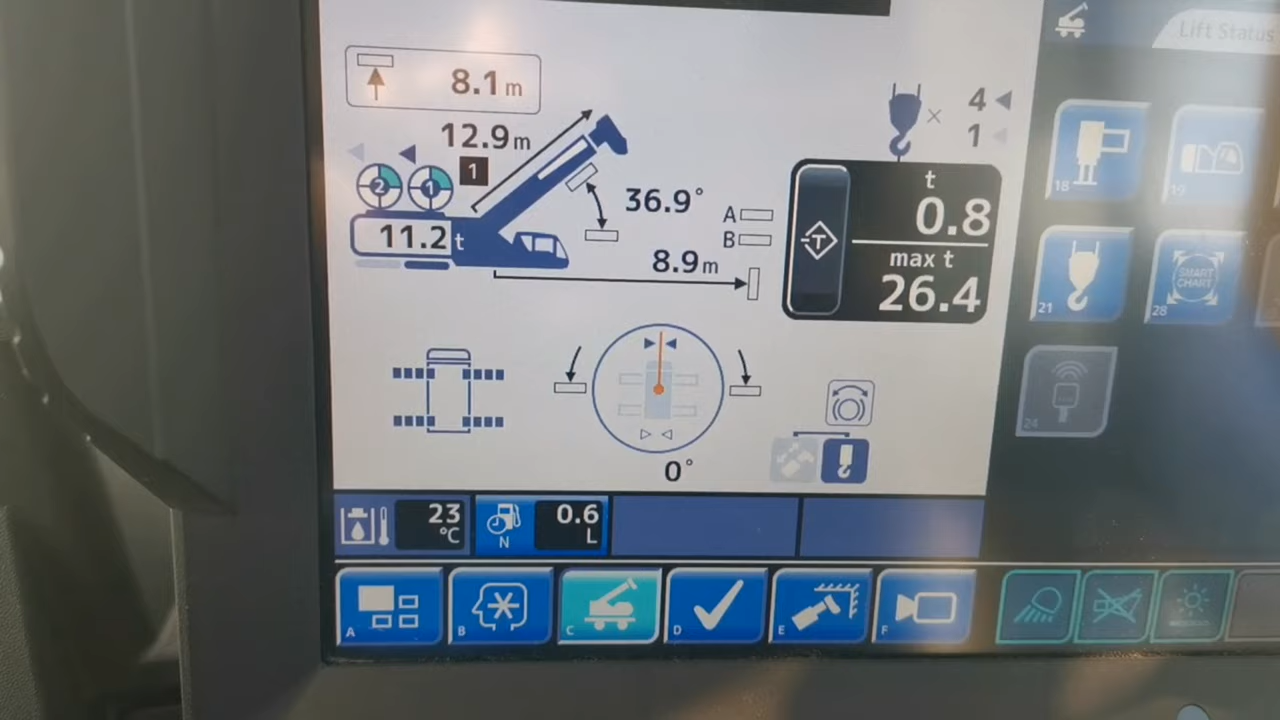 Lift Status
8.1 m
12.9 m
4
1
2
1
1
36.9°
A
B
11.2 t
8.9 m
T
t
0.8
max t
26.4
18
19
21
SMART
CHART
28
24
0°
23
°C
N
0.6
L
A
B
C
D
E
F